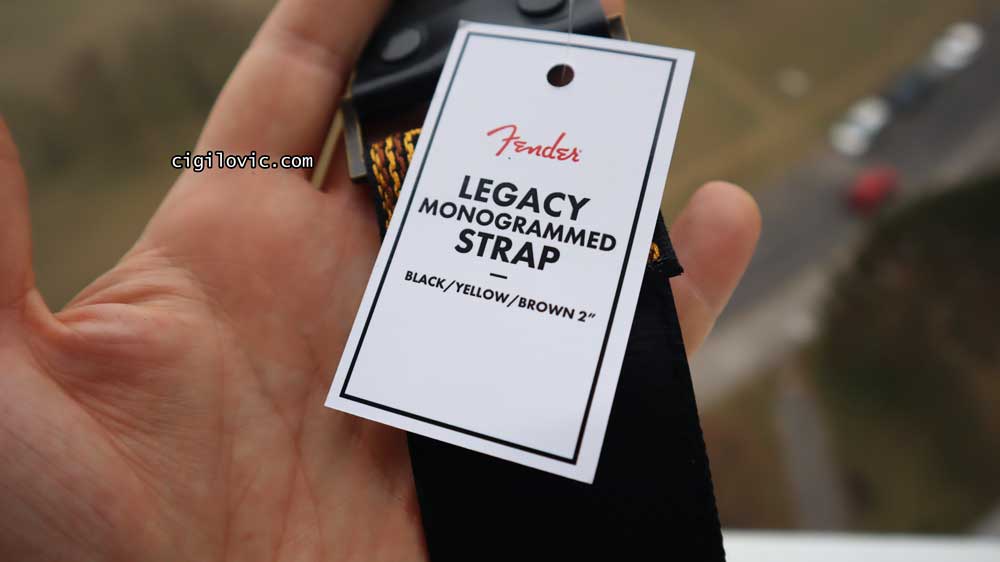 Fender
cigilovic.com
LEGACY
MONOGRAMMED
STRAP
—
BLACK/YELLOW/BROWN 2”